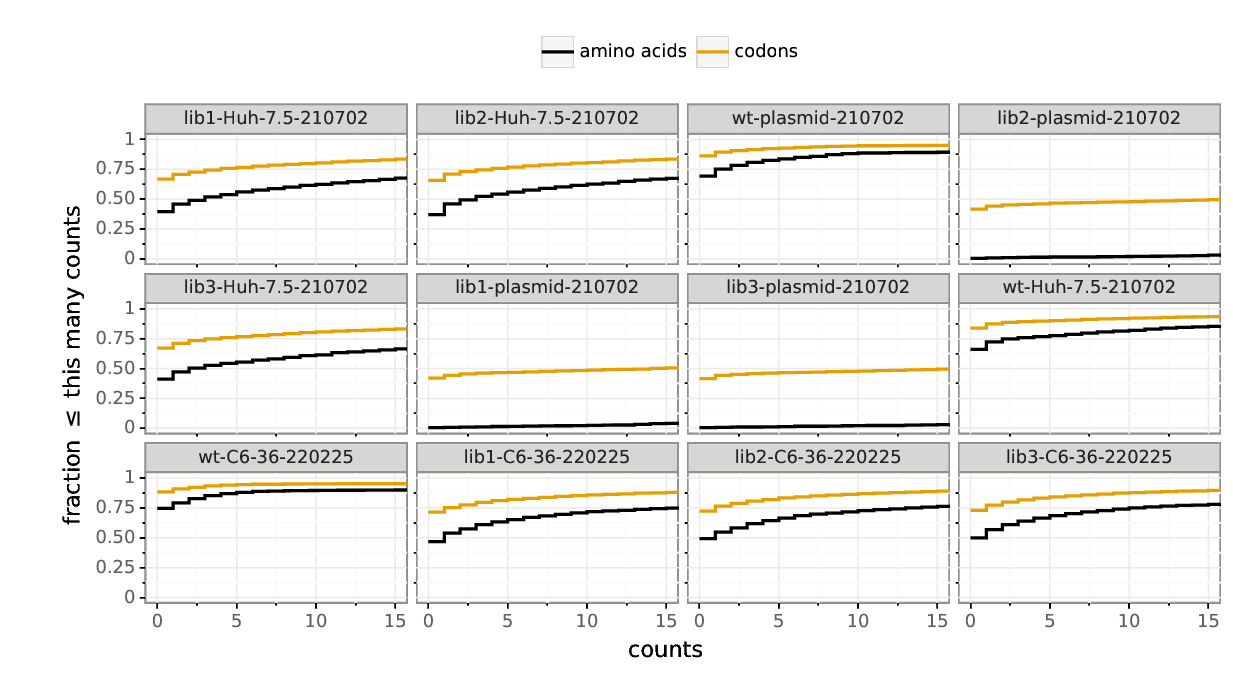 amino acids codons
lib1-Huh-7.5-210702 lib2-Huh-7.5-210702 wt-plasmid-210702 lib2-plasmid-210702
1
0.75
0.50
0.25
0
lib3-Huh-7.5-210702 lib1-plasmid-210702 lib3-plasmid-210702 wt-Huh-7.5-210702
1
0.75
0.50
0.25
0
wt-C6-36-220225 lib1-C6-36-220225 lib2-C6-36-220225 lib3-C6-36-220225
1
0.75
0.50
0.25
0
0 5 10 15 0 5 10 15 0 5 10 15 0 5 10 15
counts
fraction ≤ this many counts